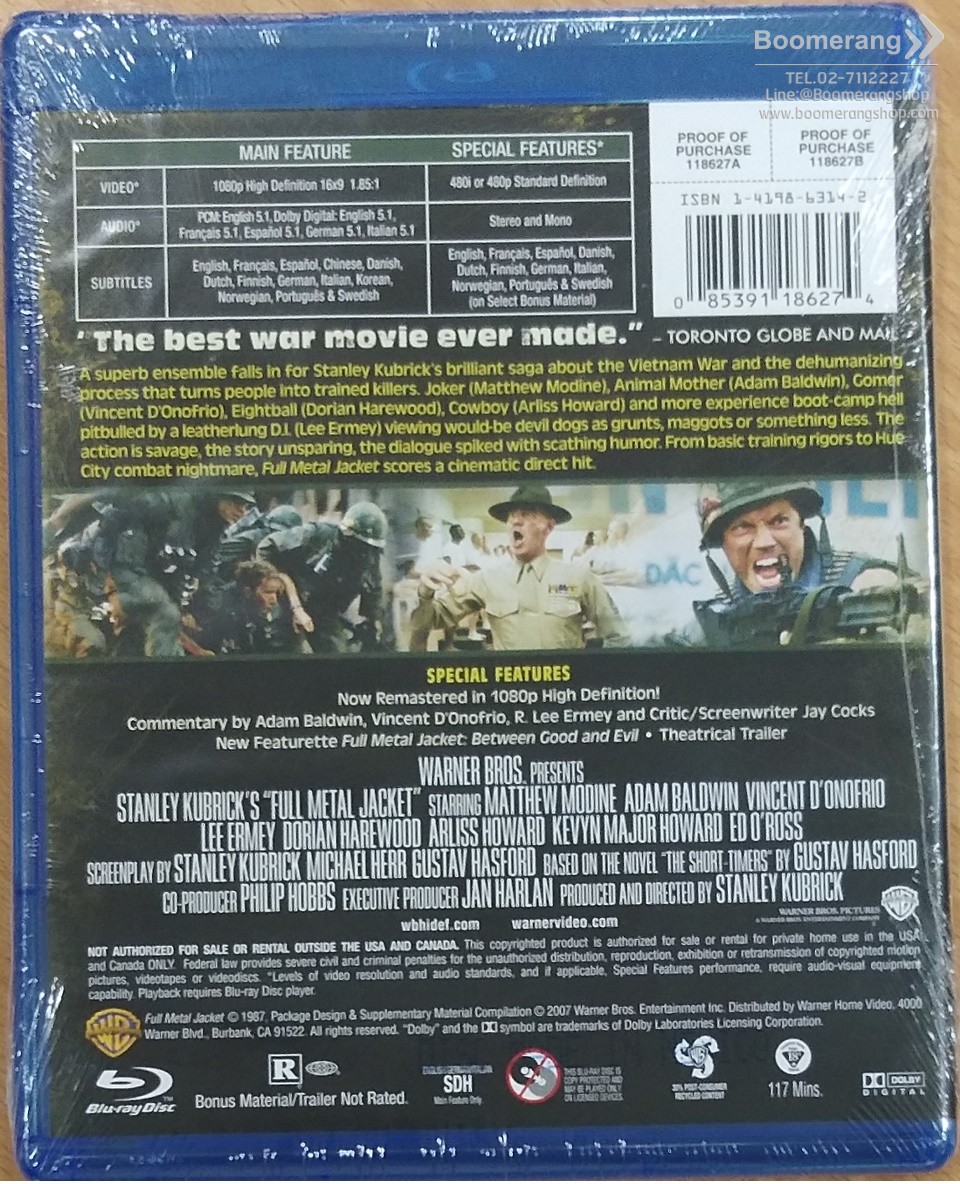 Boomerang
TEL.02-7112227
Line:@Boomerangshop
www.boomerangshop.com
PROOF OF PURCHASE 118627A
PROOF OF PURCHASE 118627B
ISBN 1-4198-6314-2
0 85391 18627 4
MAIN FEATURE SPECIAL FEATURES*
VIDEO* 1080p High Definition 16x9 1.85:1 480i or 480p Standard Definition
AUDIO* PCM: English 5.1, Dolby Digital: English 5.1, Français 5.1, Español 5.1, German 5.1, Italian 5.1 Stereo and Mono
SUBTITLES English, Français, Español, Chinese, Danish, Dutch, Finnish, German, Italian, Korean, Norwegian, Português & Swedish English, Français, Español, Danish, Dutch, Finnish, German, Italian, Norwegian, Português & Swedish (on Select Bonus Material)
"The best war movie ever made." – TORONTO GLOBE AND MAIL
A superb ensemble falls in for Stanley Kubrick's brilliant saga about the Vietnam War and the dehumanizing
process that turns people into trained killers. Joker (Matthew Modine), Animal Mother (Adam Baldwin), Gomer
(Vincent D'Onofrio), Eightball (Dorian Harewood), Cowboy (Arliss Howard) and more experience boot-camp hell
pitbulled by a leatherlung D.I. (Lee Ermey) viewing would-be devil dogs as grunts, maggots or something less. The
action is savage, the story unsparing, the dialogue spiked with scathing humor. From basic training rigors to Hue
City combat nightmare, Full Metal Jacket scores a cinematic direct hit.
DAC
SPECIAL FEATURES
Now Remastered in 1080p High Definition!
Commentary by Adam Baldwin, Vincent D'Onofrio, R. Lee Ermey and Critic/Screenwriter Jay Cocks
New Featurette Full Metal Jacket: Between Good and Evil • Theatrical Trailer
WARNER BROS. PRESENTS
STANLEY KUBRICK'S "FULL METAL JACKET" STARRING MATTHEW MODINE ADAM BALDWIN VINCENT D'ONOFRIO
LEE ERMEY DORIAN HAREWOOD ARLISS HOWARD KEVYN MAJOR HOWARD ED O'ROSS
SCREENPLAY BY STANLEY KUBRICK MICHAEL HERR GUSTAV HASFORD BASED ON THE NOVEL "THE SHORT-TIMERS" BY GUSTAV HASFORD
CO-PRODUCER PHILIP HOBBS EXECUTIVE PRODUCER JAN HARLAN PRODUCED AND DIRECTED BY STANLEY KUBRICK
WARNER BROS. PICTURES
wbhidef.com warnervideo.com
NOT AUTHORIZED FOR SALE OR RENTAL OUTSIDE THE USA AND CANADA. This copyrighted product is authorized for sale or rental for private home use in the USA
and Canada ONLY. Federal law provides severe civil and criminal penalties for the unauthorized distribution, reproduction, exhibition or retransmission of copyrighted motion
pictures, videotapes or videodiscs. *Levels of video resolution and audio standards, and if applicable, Special Features performance, require audio-visual equipment
capability. Playback requires Blu-ray Disc player.
Full Metal Jacket © 1987, Package Design & Supplementary Material Compilation © 2007 Warner Bros. Entertainment Inc. Distributed by Warner Home Video, 4000
Warner Blvd., Burbank, CA 91522. All rights reserved. "Dolby" and the symbol are trademarks of Dolby Laboratories Licensing Corporation.
Blu-ray Disc
R
Bonus Material/Trailer Not Rated.
SDH
Main Feature Only
THIS BLU-RAY DISC IS
COPY PROTECTED AND
MAY BE PLAYED ONLY
ON LICENSED DEVICES.
30% POST-CONSUMER
RECYCLED CONTENT
18
117 Mins.
DOLBY
DIGITAL